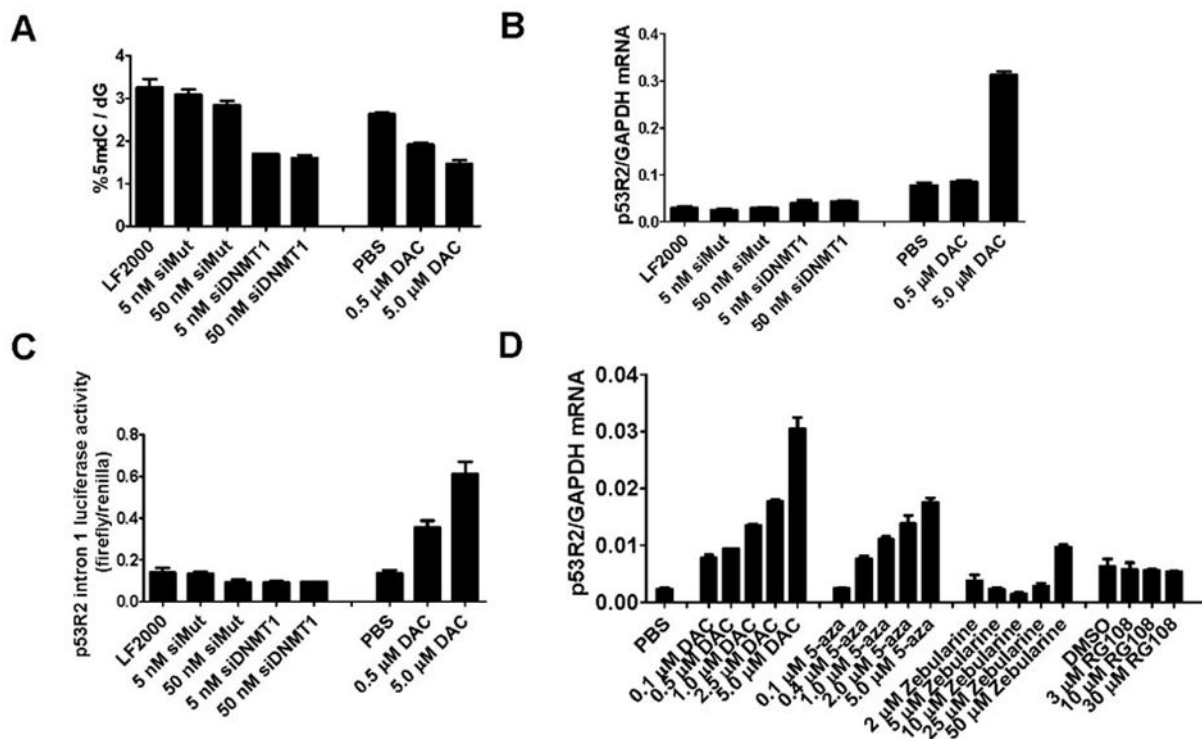 A
%5mdC / dG
4
3
2
1
0
LF2000
5 nM siMut
50 nM siMut
5 nM siDNMT1
50 nM siDNMT1
PBS
0.5 µM DAC
5.0 µM DAC
B
p53R2/GAPDH mRNA
0.4
0.3
0.2
0.1
0.0
LF2000
5 nM siMut
50 nM siMut
5 nM siDNMT1
50 nM siDNMT1
PBS
0.5 µM DAC
5.0 µM DAC
C
p53R2 intron 1 luciferase activity
(firefly/renilla)
0.8
0.6
0.4
0.2
0.0
LF2000
5 nM siMut
50 nM siMut
5 nM siDNMT1
50 nM siDNMT1
PBS
0.5 µM DAC
5.0 µM DAC
D
p53R2/GAPDH mRNA
0.04
0.03
0.02
0.01
0.00
PBS
0.1 µM DAC
0.5 µM DAC
1.0 µM DAC
2.5 µM DAC
5.0 µM DAC
0.1 µM 5-aza
0.4 µM 5-aza
1.0 µM 5-aza
2.0 µM 5-aza
5.0 µM 5-aza
2 µM Zebularine
5 µM Zebularine
10 µM Zebularine
25 µM Zebularine
50 µM Zebularine
DMSO
3 µM RG108
10 µM RG108
30 µM RG108